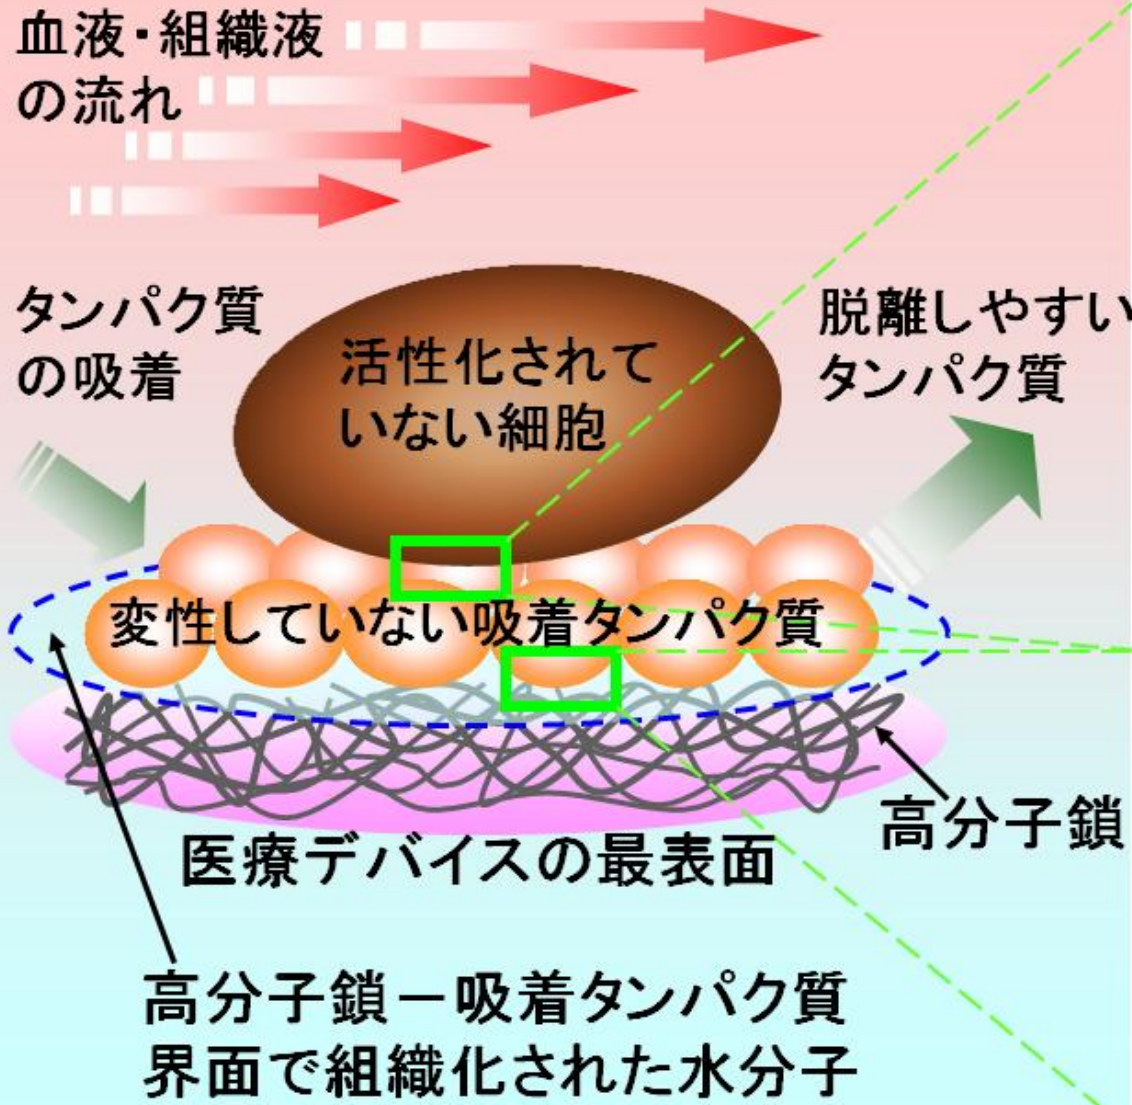 血液・組織液
の流れ
タンパク質
の吸着
活性化されて
いない細胞
脱離しやすい
タンパク質
変性していない吸着タンパク質
高分子鎖
医療デバイスの最表面
高分子鎖－吸着タンパク質
界面で組織化された水分子